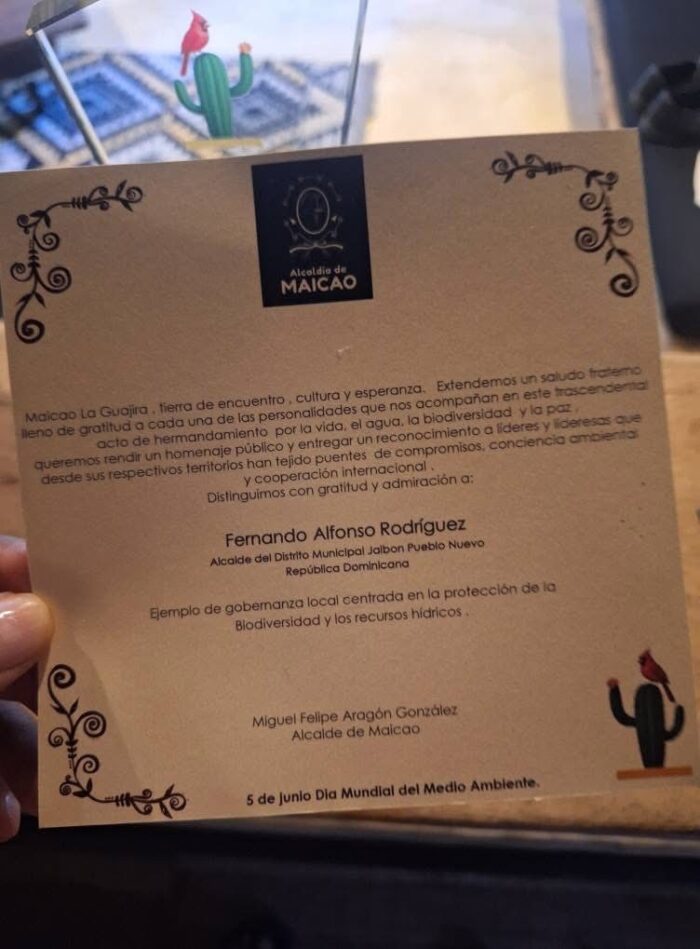 Alcaldía de
MAICAO
Maicao La Guajira , tierra de encuentro , cultura y esperanza. Extendemos un saludo fraterno
lleno de gratitud a cada una de las personalidades que nos acompañan en este trascendental
acto de hermandamiento por la vida, el agua, la biodiversidad y la paz ,
queremos rendir un homenaje público y entregar un reconocimiento a líderes y lideresas que
desde sus respectivos territorios han tejido puentes de compromisos, conciencia ambiental
y cooperación internacional .
Distinguimos con gratitud y admiración a:
Fernando Alfonso Rodríguez
Alcalde del Distrito Municipal Jaibon Pueblo Nuevo
República Dominicana
Ejemplo de gobernanza local centrada en la protección de la
Biodiversidad y los recursos hídricos .
Miguel Felipe Aragón González
Alcalde de Maicao
5 de junio Dia Mundial del Medio Ambiente.